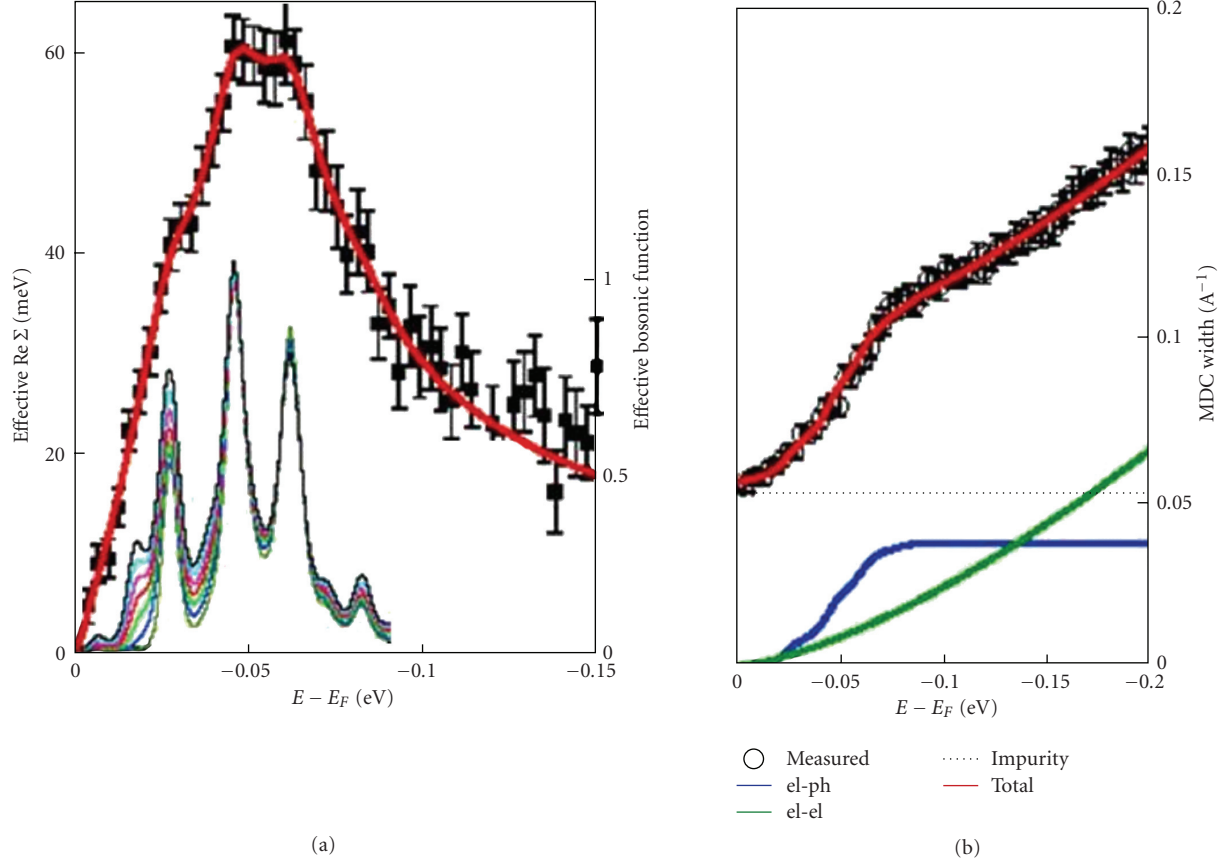 60
40
20
0
Effective Re Σ (meV)
1
0.5
0
Effective bosonic function
0
−0.05
−0.1
−0.15
E − E_F (eV)
(a)
0.2
0.15
0.1
0.05
0
MDC width (A⁻¹)
0
−0.05
−0.1
−0.15
−0.2
E − E_F (eV)
Measured
Impurity
el-ph
Total
el-el
(b)